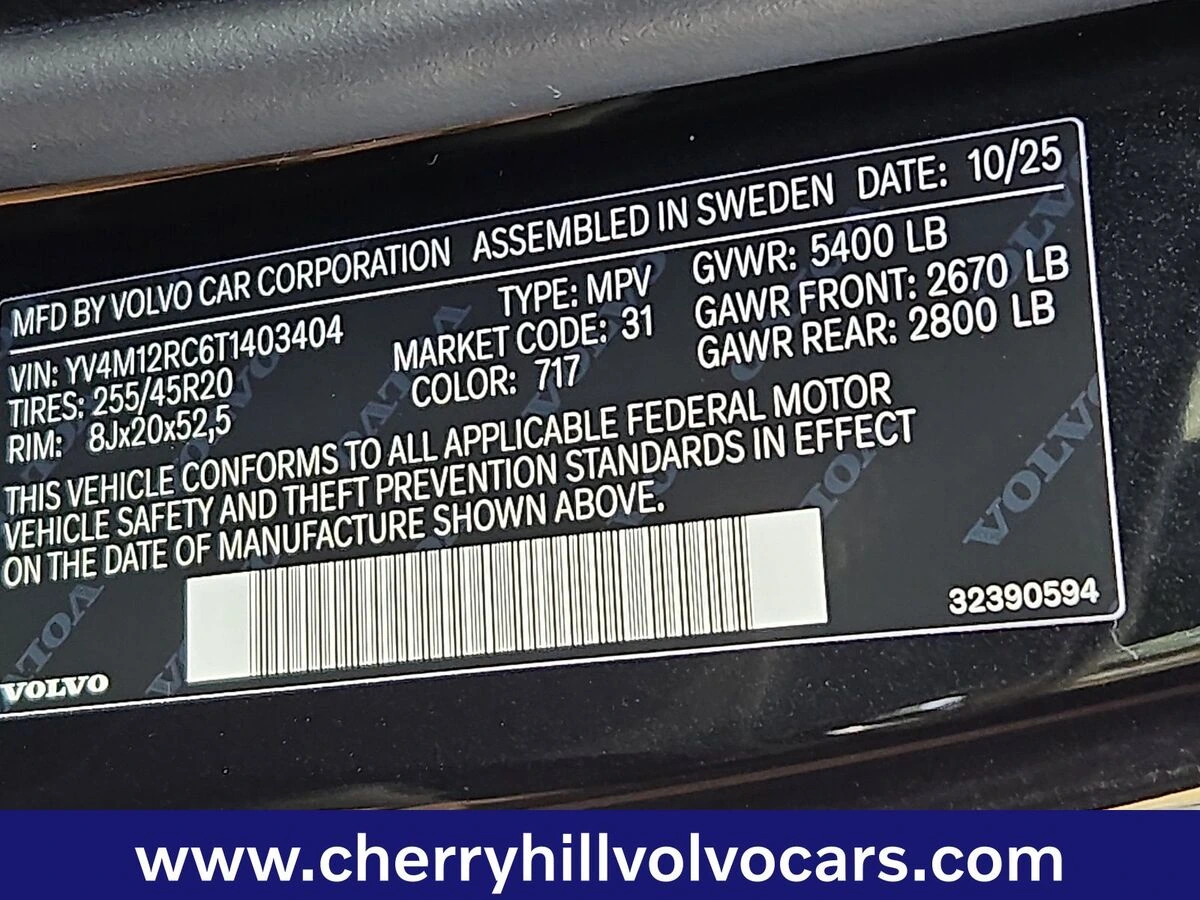 MFD BY VOLVO CAR CORPORATION ASSEMBLED IN SWEDEN DATE: 10/25
VIN: YV4M12RC6T1403404 TYPE: MPV GVWR: 5400 LB
TIRES: 255/45R20 MARKET CODE: 31 GAWR FRONT: 2670 LB
RIM: 8Jx20x52,5 COLOR: 717 GAWR REAR: 2800 LB
THIS VEHICLE CONFORMS TO ALL APPLICABLE FEDERAL MOTOR
VEHICLE SAFETY AND THEFT PREVENTION STANDARDS IN EFFECT
ON THE DATE OF MANUFACTURE SHOWN ABOVE.
32390594
VOLVO
www.cherryhillvolvocars.com